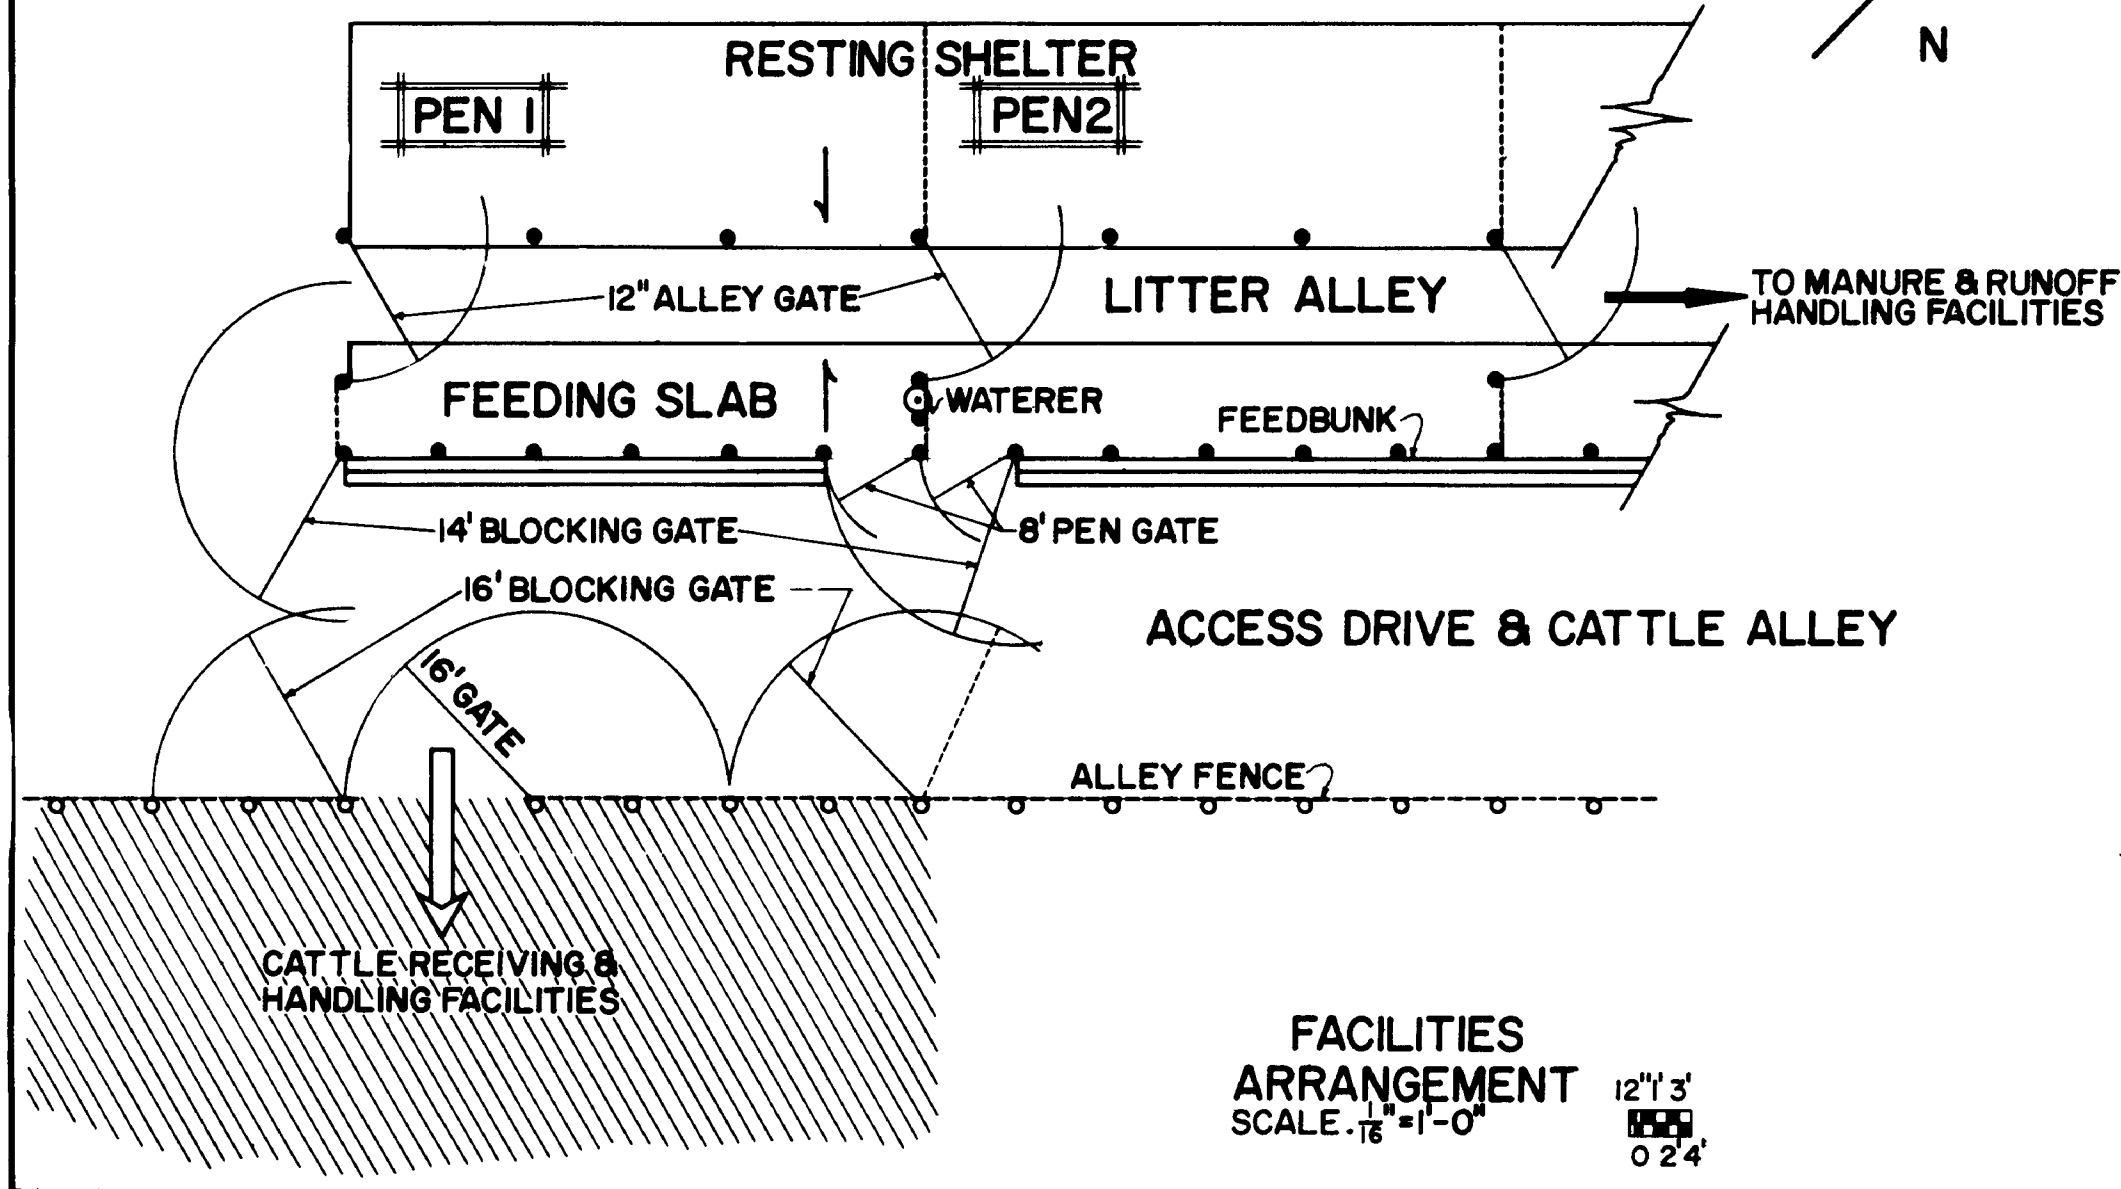 N
RESTING SHELTER
PEN 1
PEN2
12" ALLEY GATE
LITTER ALLEY
TO MANURE & RUNOFF
HANDLING FACILITIES
FEEDING SLAB
WATERER
FEEDBUNK
14' BLOCKING GATE
8' PEN GATE
16' BLOCKING GATE
ACCESS DRIVE & CATTLE ALLEY
16' GATE
ALLEY FENCE
CATTLE RECEIVING &
HANDLING FACILITIES
FACILITIES
ARRANGEMENT
SCALE. 1/16" = 1'-0"
12" 1' 3'
0 2' 4'